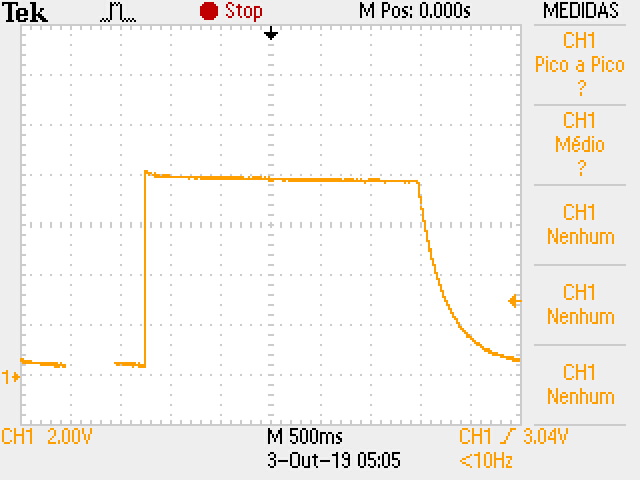 Tek Stop M Pos: 0.000s MEDIDAS
CH1
Pico a Pico
?
CH1
Médio
?
CH1
Nenhum
CH1
Nenhum
CH1
Nenhum
1
CH1 2.00V M 500ms CH1 3.04V
3-Out-19 05:05 <10Hz